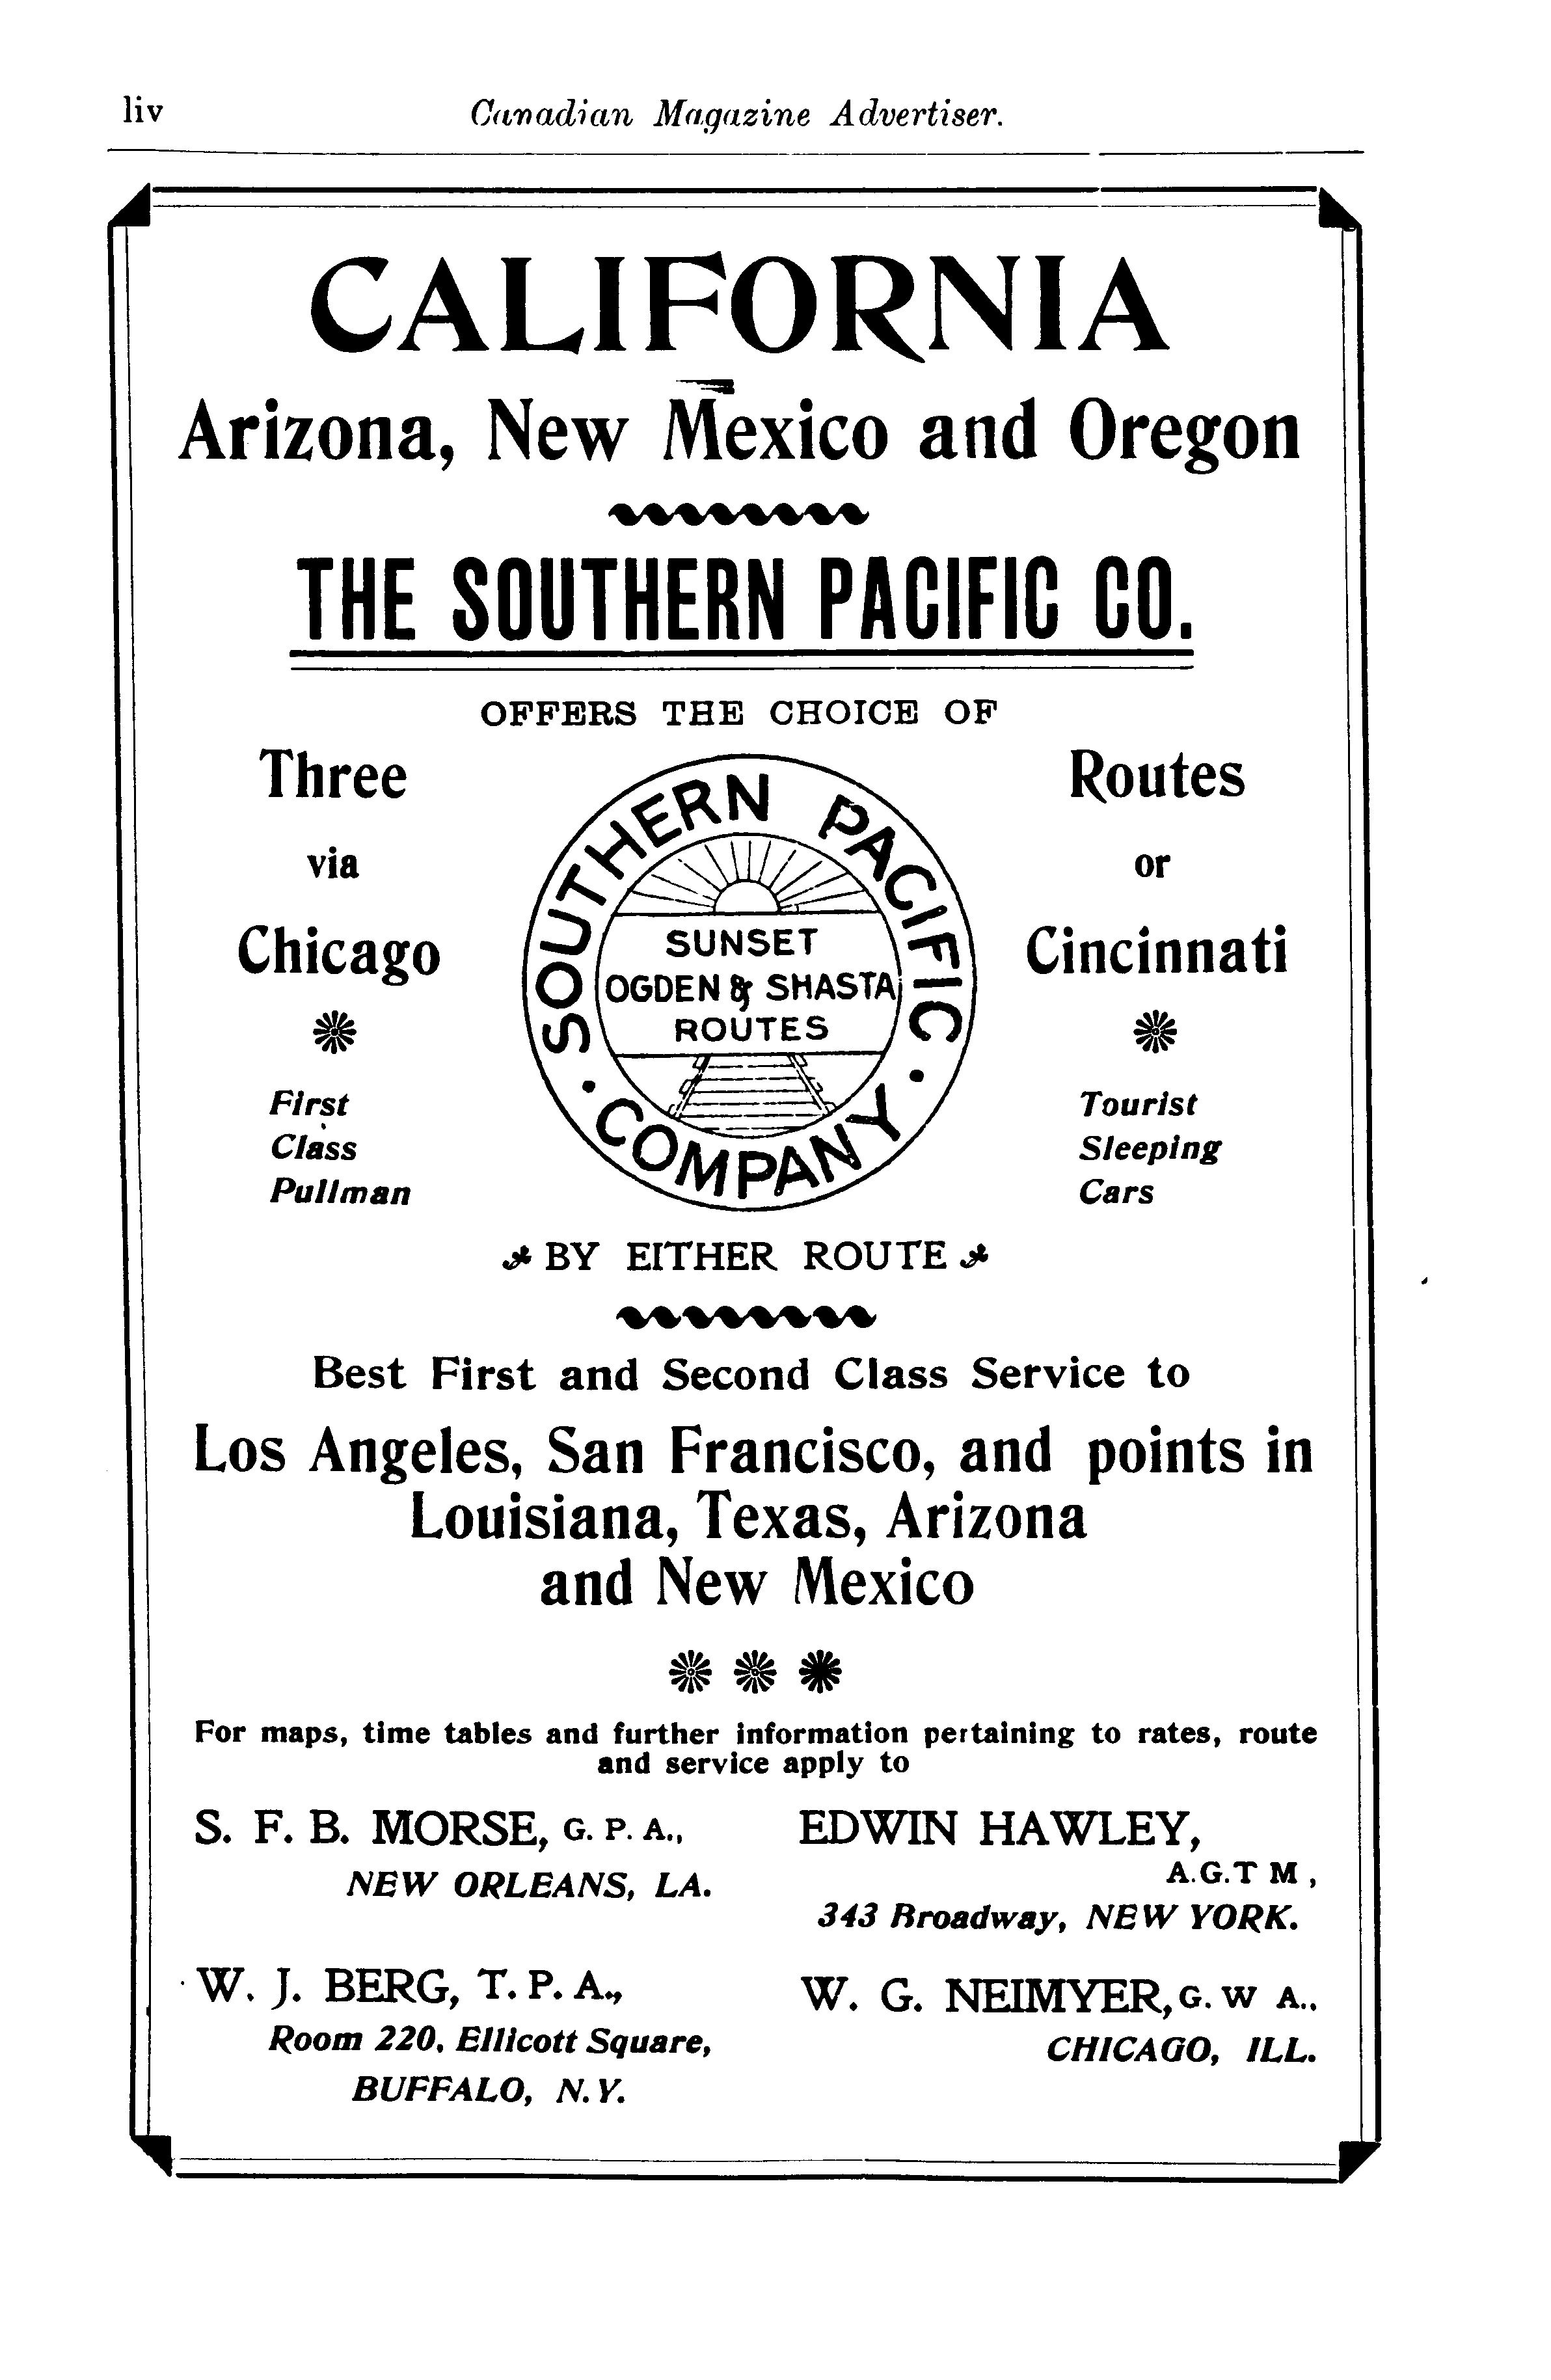 liv
Canadian Magazine Advertiser.
CALIFORNIA
Arizona, New Mexico and Oregon
THE SOUTHERN PACIFIC CO.
OFFERS THE CHOICE OF
Three Routes
via or
Chicago Cincinnati
SOUTHERN PACIFIC
SUNSET
OGDEN & SHASTA
ROUTES
· COMPANY ·
First Tourist
Class Sleeping
Pullman Cars
BY EITHER ROUTE
Best First and Second Class Service to
Los Angeles, San Francisco, and points in
Louisiana, Texas, Arizona
and New Mexico
For maps, time tables and further information pertaining to rates, route
and service apply to
S. F. B. MORSE, G. P. A.,
NEW ORLEANS, LA.
EDWIN HAWLEY,
A.G.T M ,
343 Broadway, NEW YORK.
W. J. BERG, T. P. A.,
Room 220, Ellicott Square,
BUFFALO, N. Y.
W. G. NEIMYER, G. W A.,
CHICAGO, ILL.